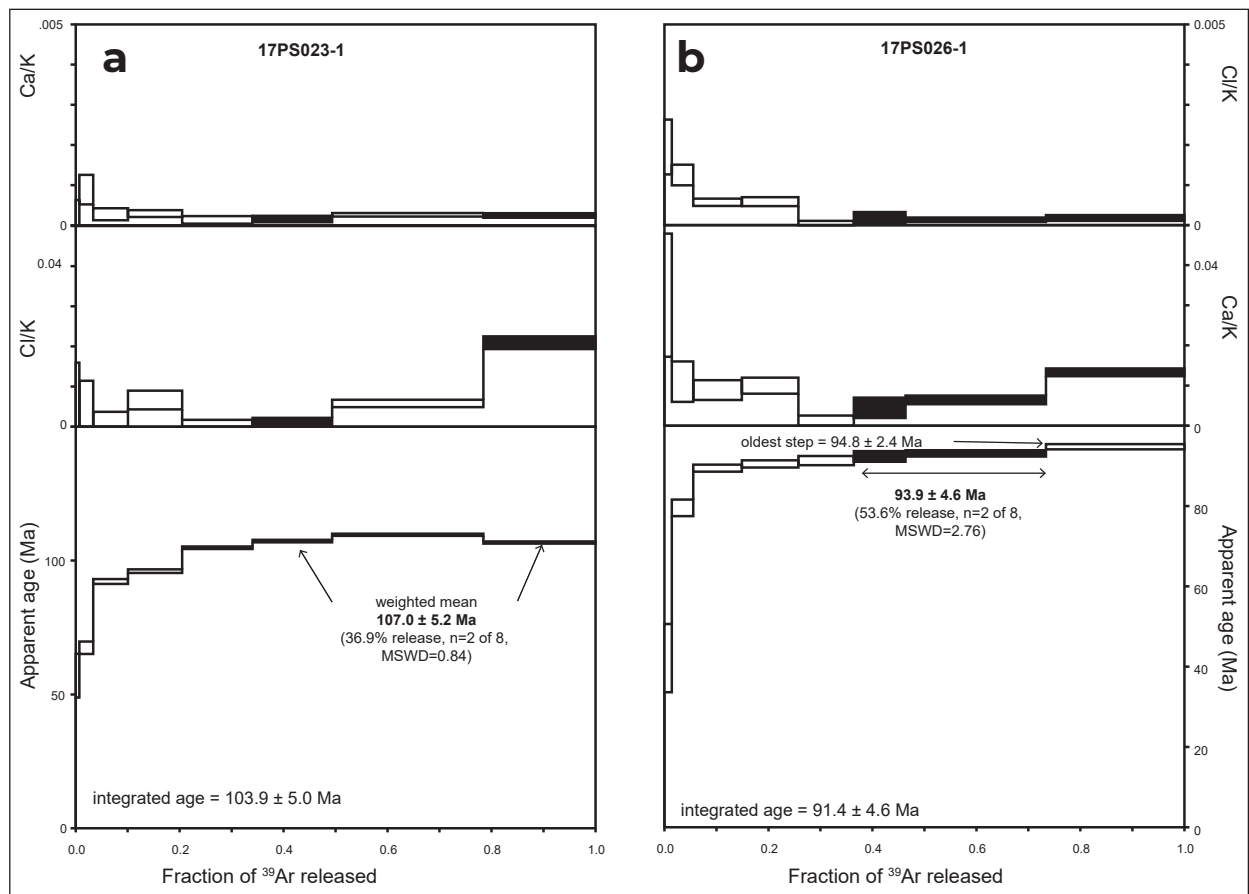 a
17PS023-1
Ca/K
.005
0
Cl/K
0.04
0
Apparent age (Ma)
100
50
0
weighted mean
107.0 ± 5.2 Ma
(36.9% release, n=2 of 8,
MSWD=0.84)
integrated age = 103.9 ± 5.0 Ma
0.0 0.2 0.4 0.6 0.8 1.0
Fraction of ³⁹Ar released
b
17PS026-1
0.005
Cl/K
0
0.04
Ca/K
0
oldest step = 94.8 ± 2.4 Ma
93.9 ± 4.6 Ma
(53.6% release, n=2 of 8,
MSWD=2.76)
80
60
40
20
0
Apparent age (Ma)
integrated age = 91.4 ± 4.6 Ma
0.0 0.2 0.4 0.6 0.8 1.0
Fraction of ³⁹Ar released